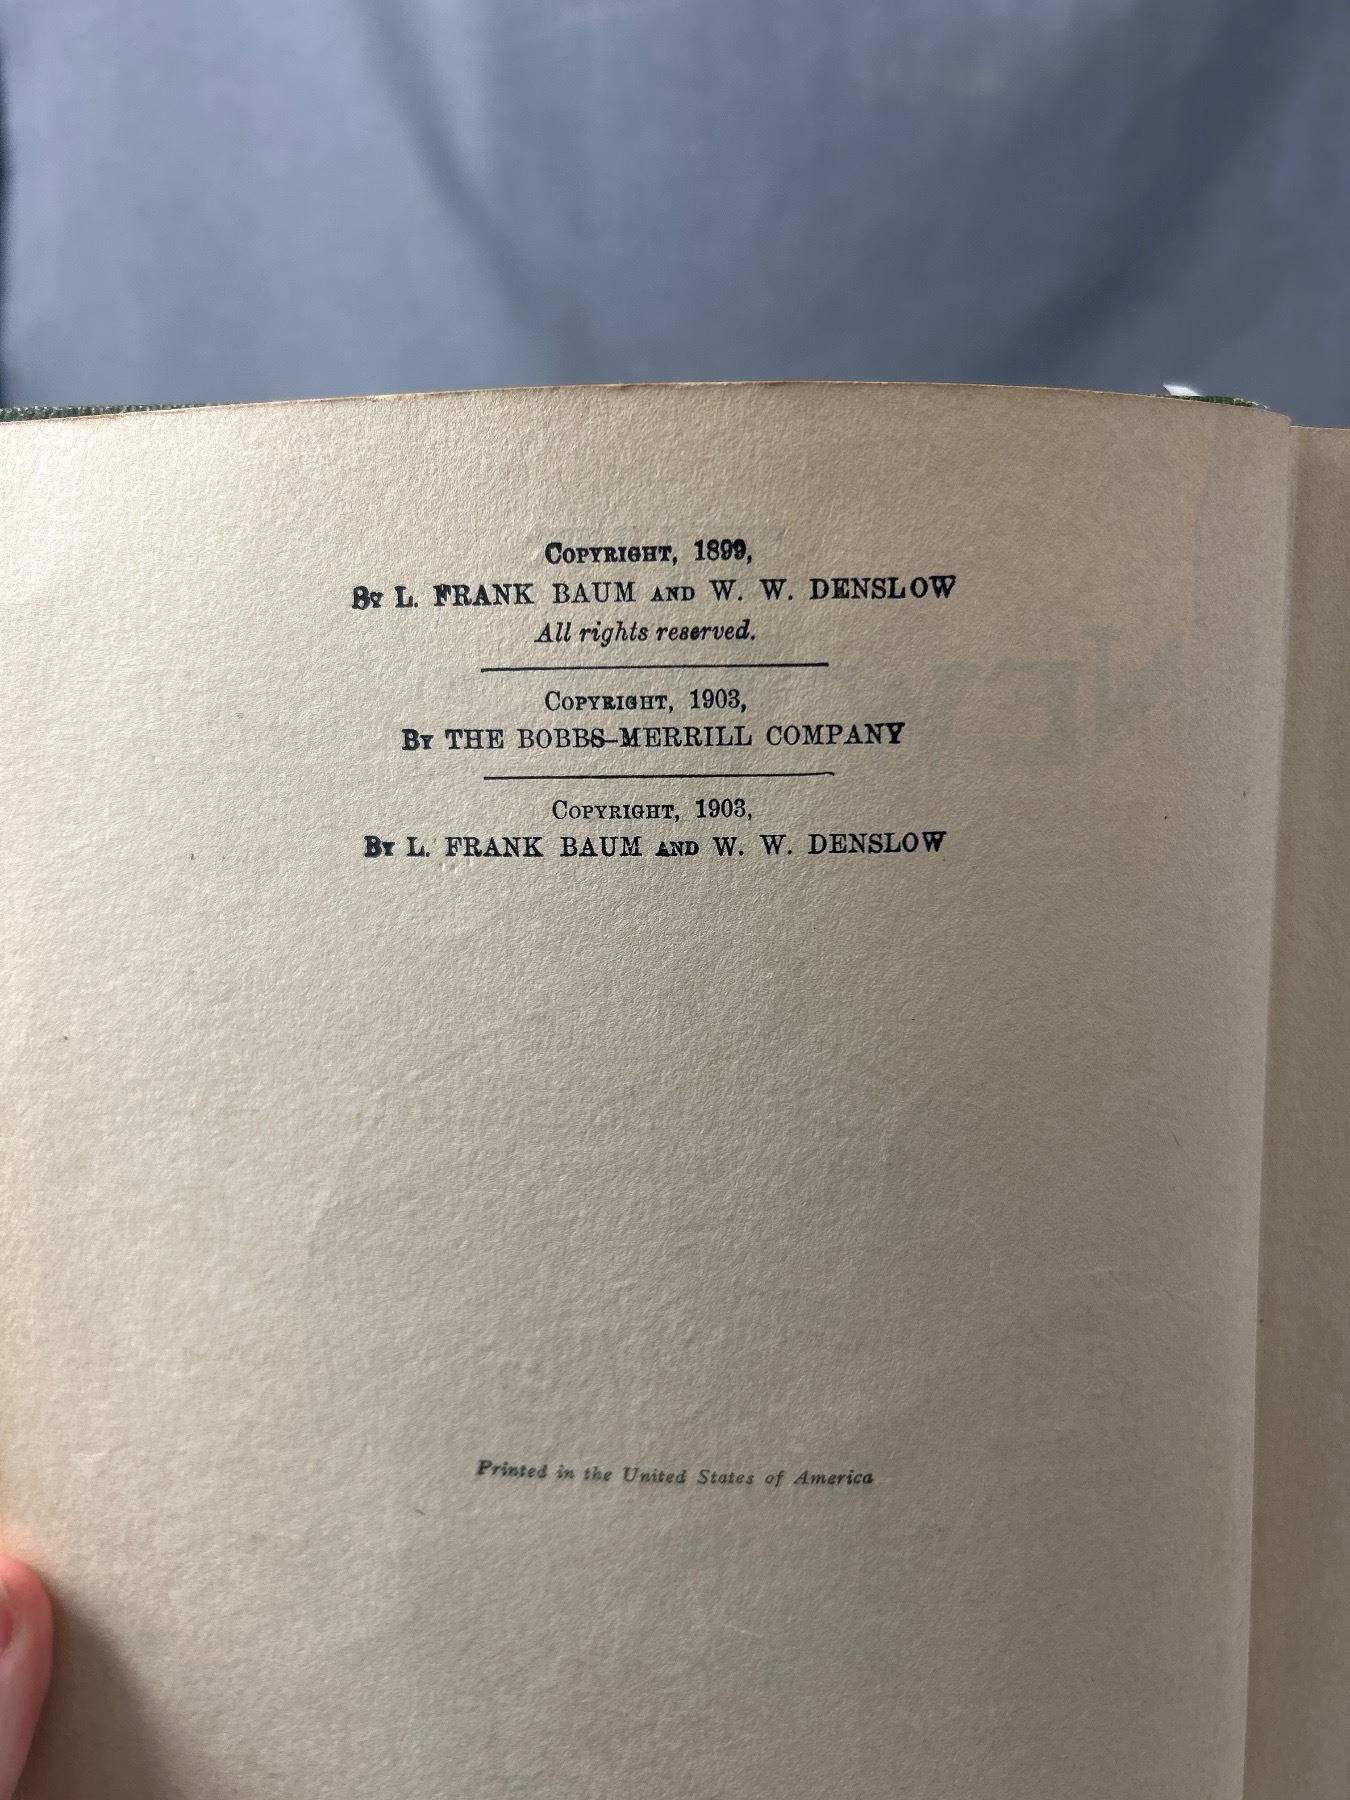 Copyright, 1899,
By L. FRANK BAUM AND W. W. DENSLOW
All rights reserved.
Copyright, 1903,
By THE BOBBS-MERRILL COMPANY
Copyright, 1903,
By L. FRANK BAUM AND W. W. DENSLOW
Printed in the United States of America